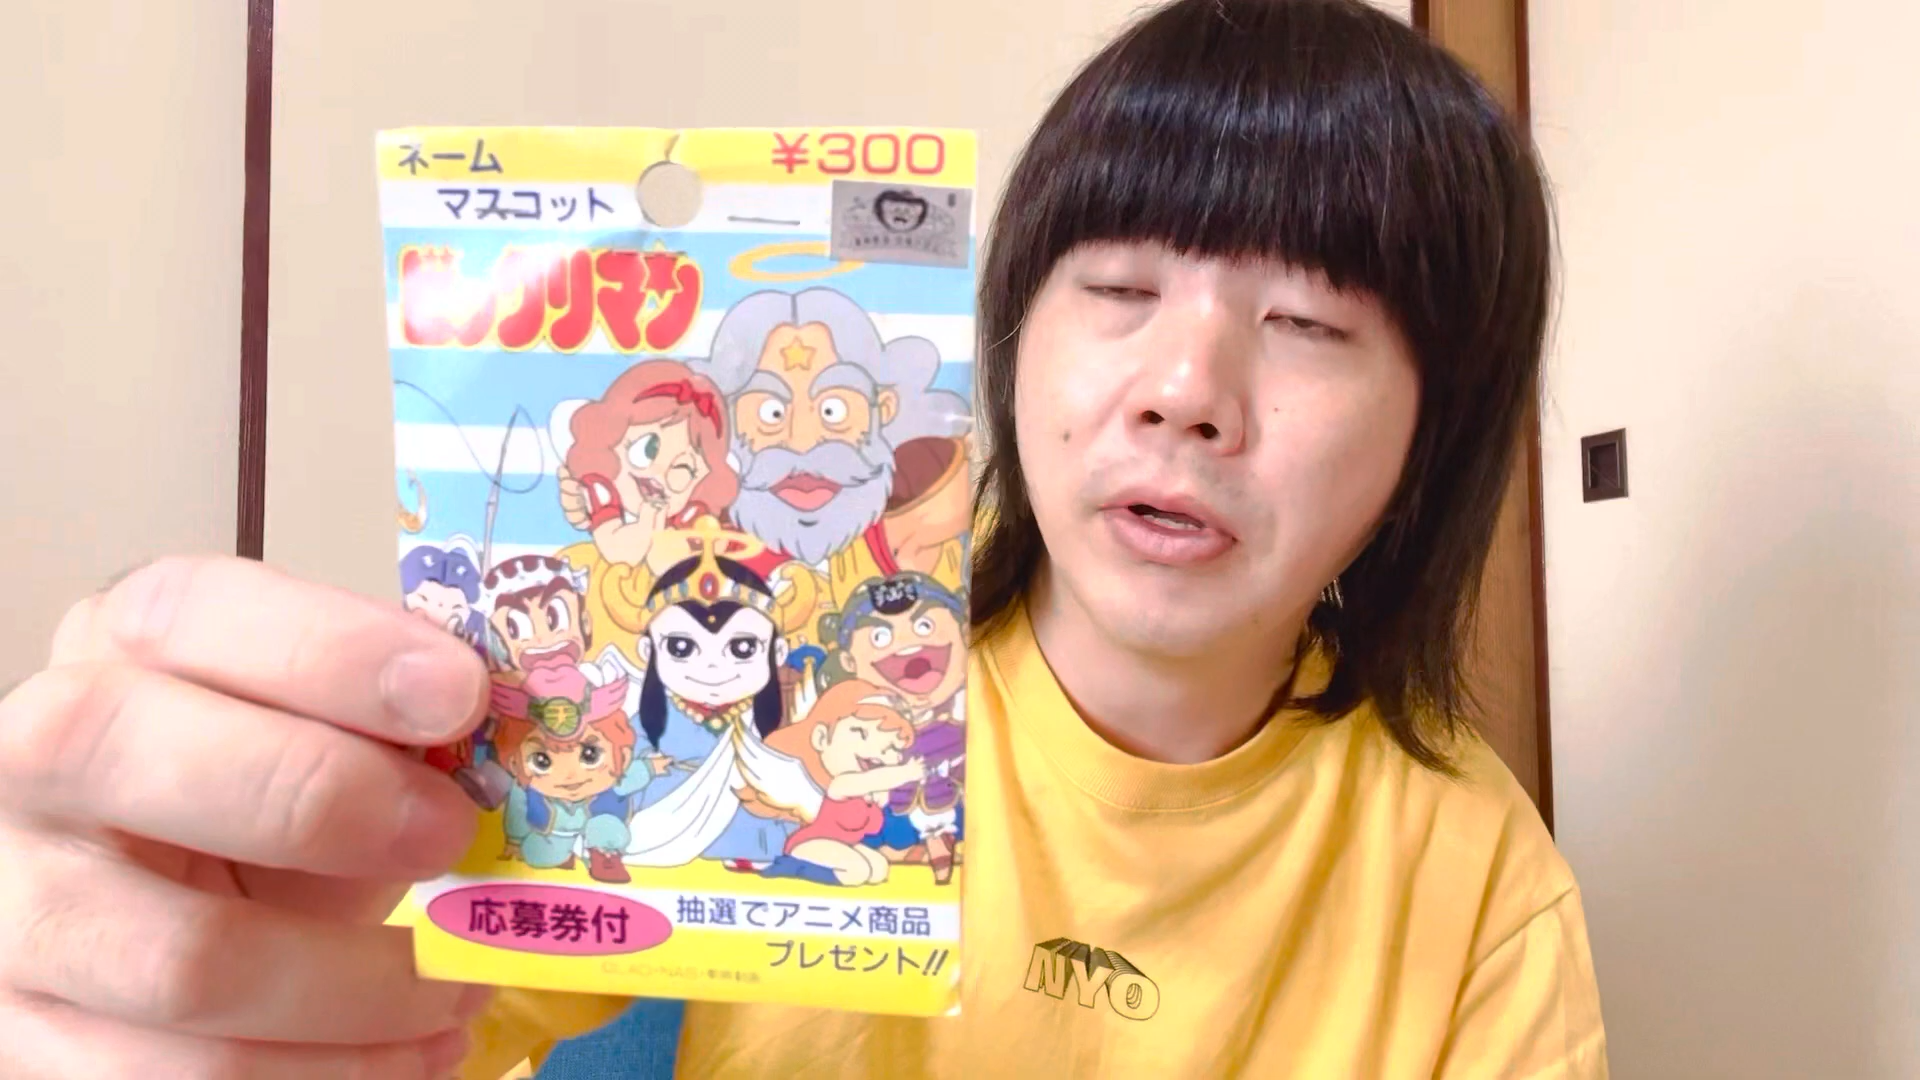 ネーム
マスコット
¥300
ビックリマン
天
応募券付
抽選でアニメ商品
プレゼント!!
NYO